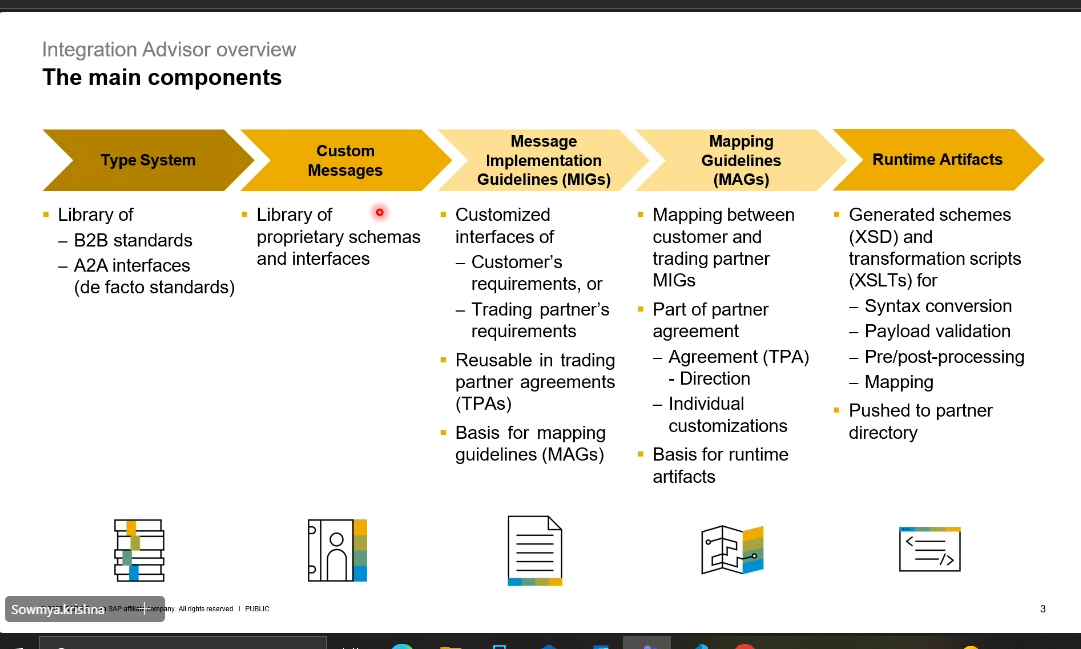 Integration Advisor overview
The main components
Type System
Library of
– B2B standards
– A2A interfaces
(de facto standards)
Custom
Messages
Library of
proprietary schemas
and interfaces
Message
Implementation
Guidelines (MIGs)
Customized
interfaces of
– Customer's
requirements, or
– Trading partner's
requirements
Reusable in trading
partner agreements
(TPAs)
Basis for mapping
guidelines (MAGs)
Mapping
Guidelines
(MAGs)
Mapping between
customer and
trading partner
MIGs
Part of partner
agreement
– Agreement (TPA)
- Direction
– Individual
customizations
Basis for runtime
artifacts
Runtime Artifacts
Generated schemes
(XSD) and
transformation scripts
(XSLTs) for
– Syntax conversion
– Payload validation
– Pre/post-processing
– Mapping
Pushed to partner
directory
Sowmya.krishna
SAP affiliate company. All rights reserved. | PUBLIC
3